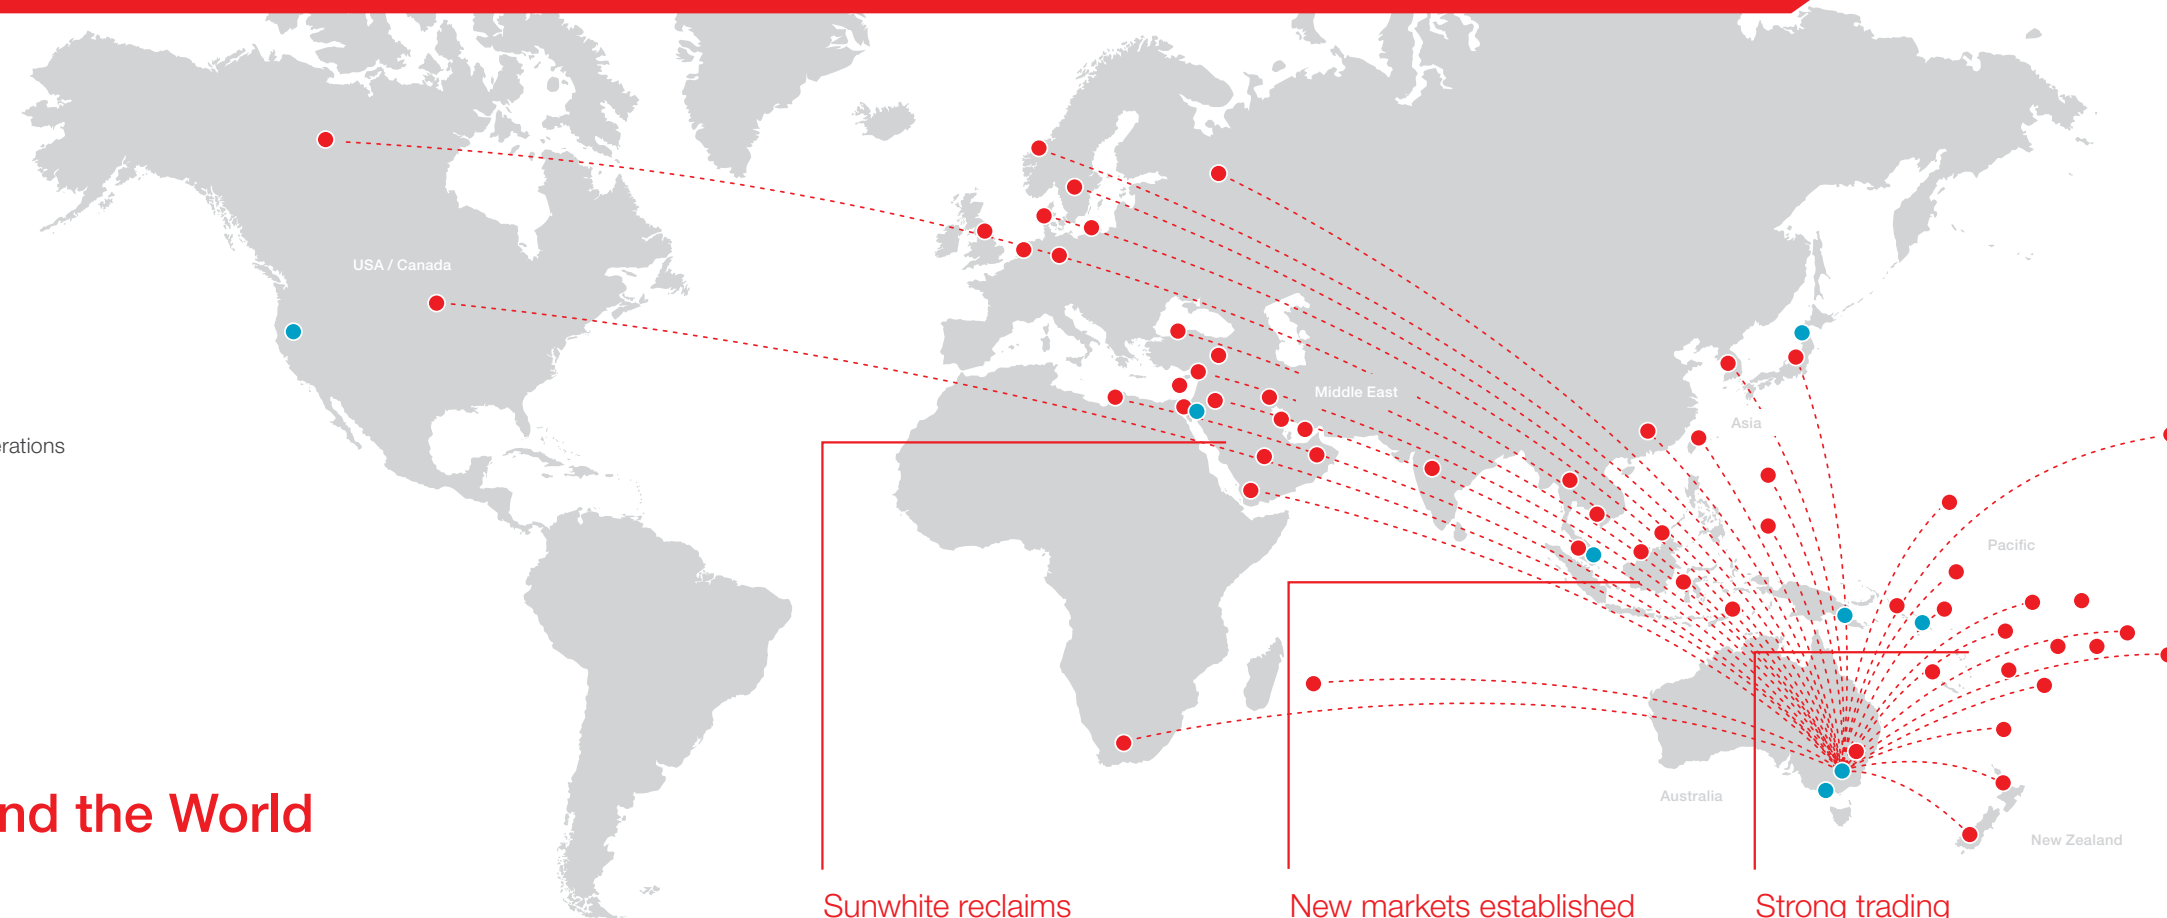 USA / Canada
Middle East
Asia
erations
Pacific
Australia
nd the World
New Zealand
Sunwhite reclaims
New markets established
Strong trading